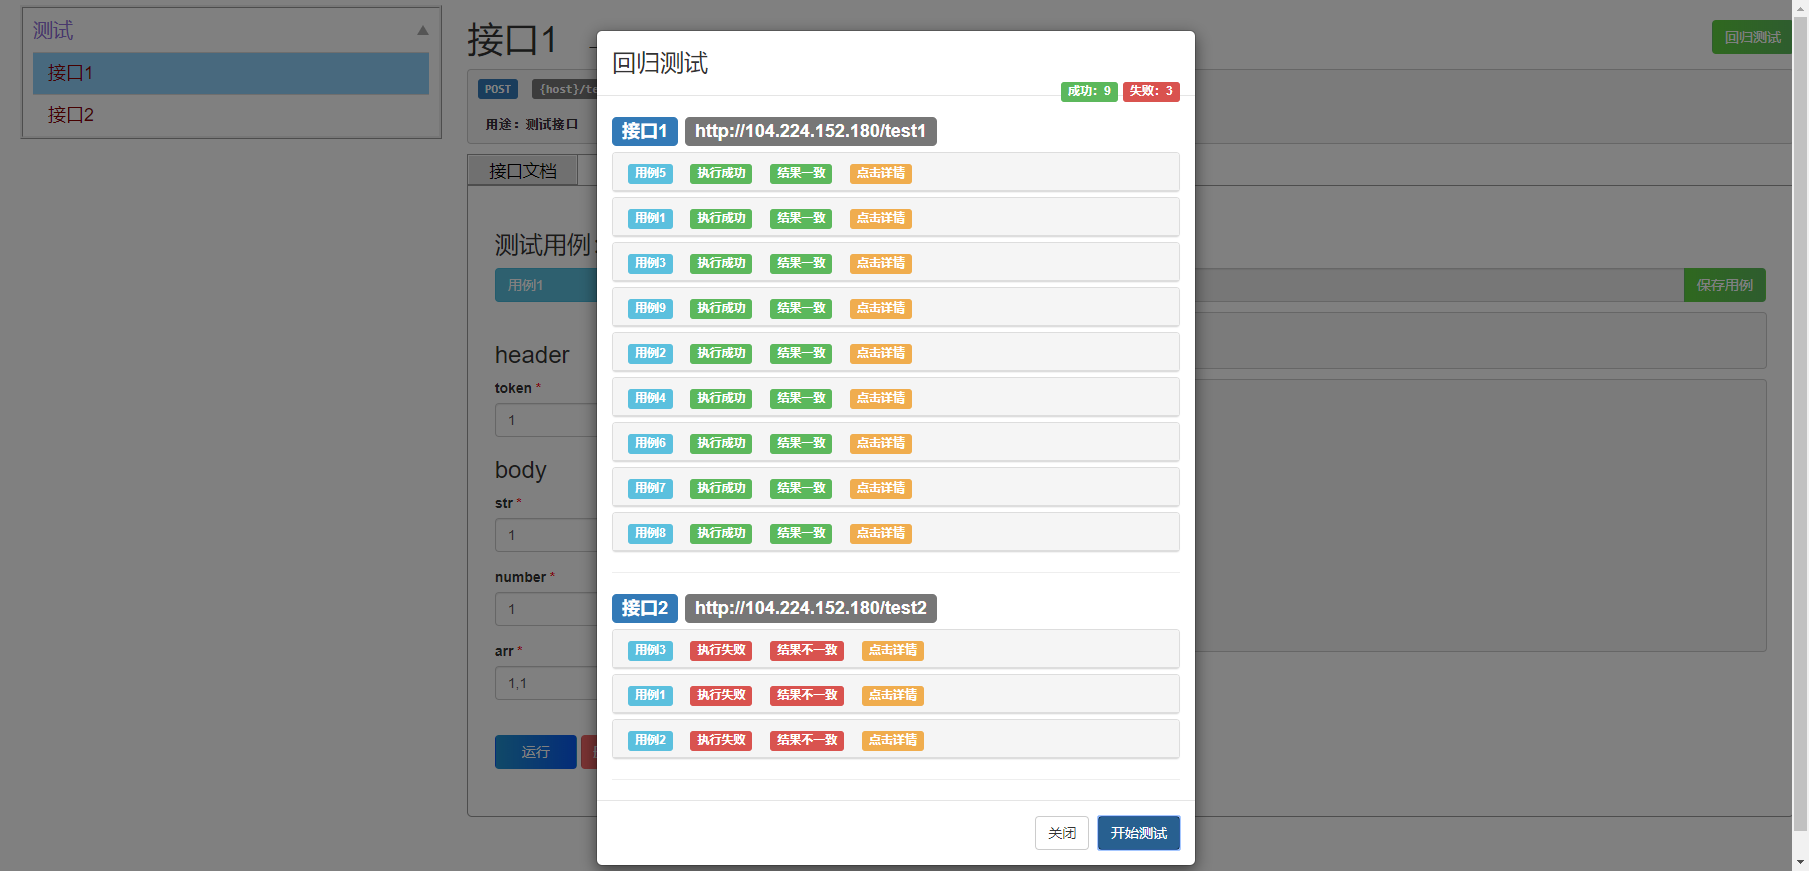 测试
接口1
接口2
接口1
回归测试
POST {host}/te
用途：测试接口
接口文档
测试用例：
用例1
保存用例
header
token *
1
body
str *
1
number *
1
arr *
1,1
运行
回归测试
成功：9 失败：3
接口1 http://104.224.152.180/test1
用例5 执行成功 结果一致 点击详情
用例1 执行成功 结果一致 点击详情
用例3 执行成功 结果一致 点击详情
用例9 执行成功 结果一致 点击详情
用例2 执行成功 结果一致 点击详情
用例4 执行成功 结果一致 点击详情
用例6 执行成功 结果一致 点击详情
用例7 执行成功 结果一致 点击详情
用例8 执行成功 结果一致 点击详情
接口2 http://104.224.152.180/test2
用例3 执行失败 结果不一致 点击详情
用例1 执行失败 结果不一致 点击详情
用例2 执行失败 结果不一致 点击详情
关闭 开始测试